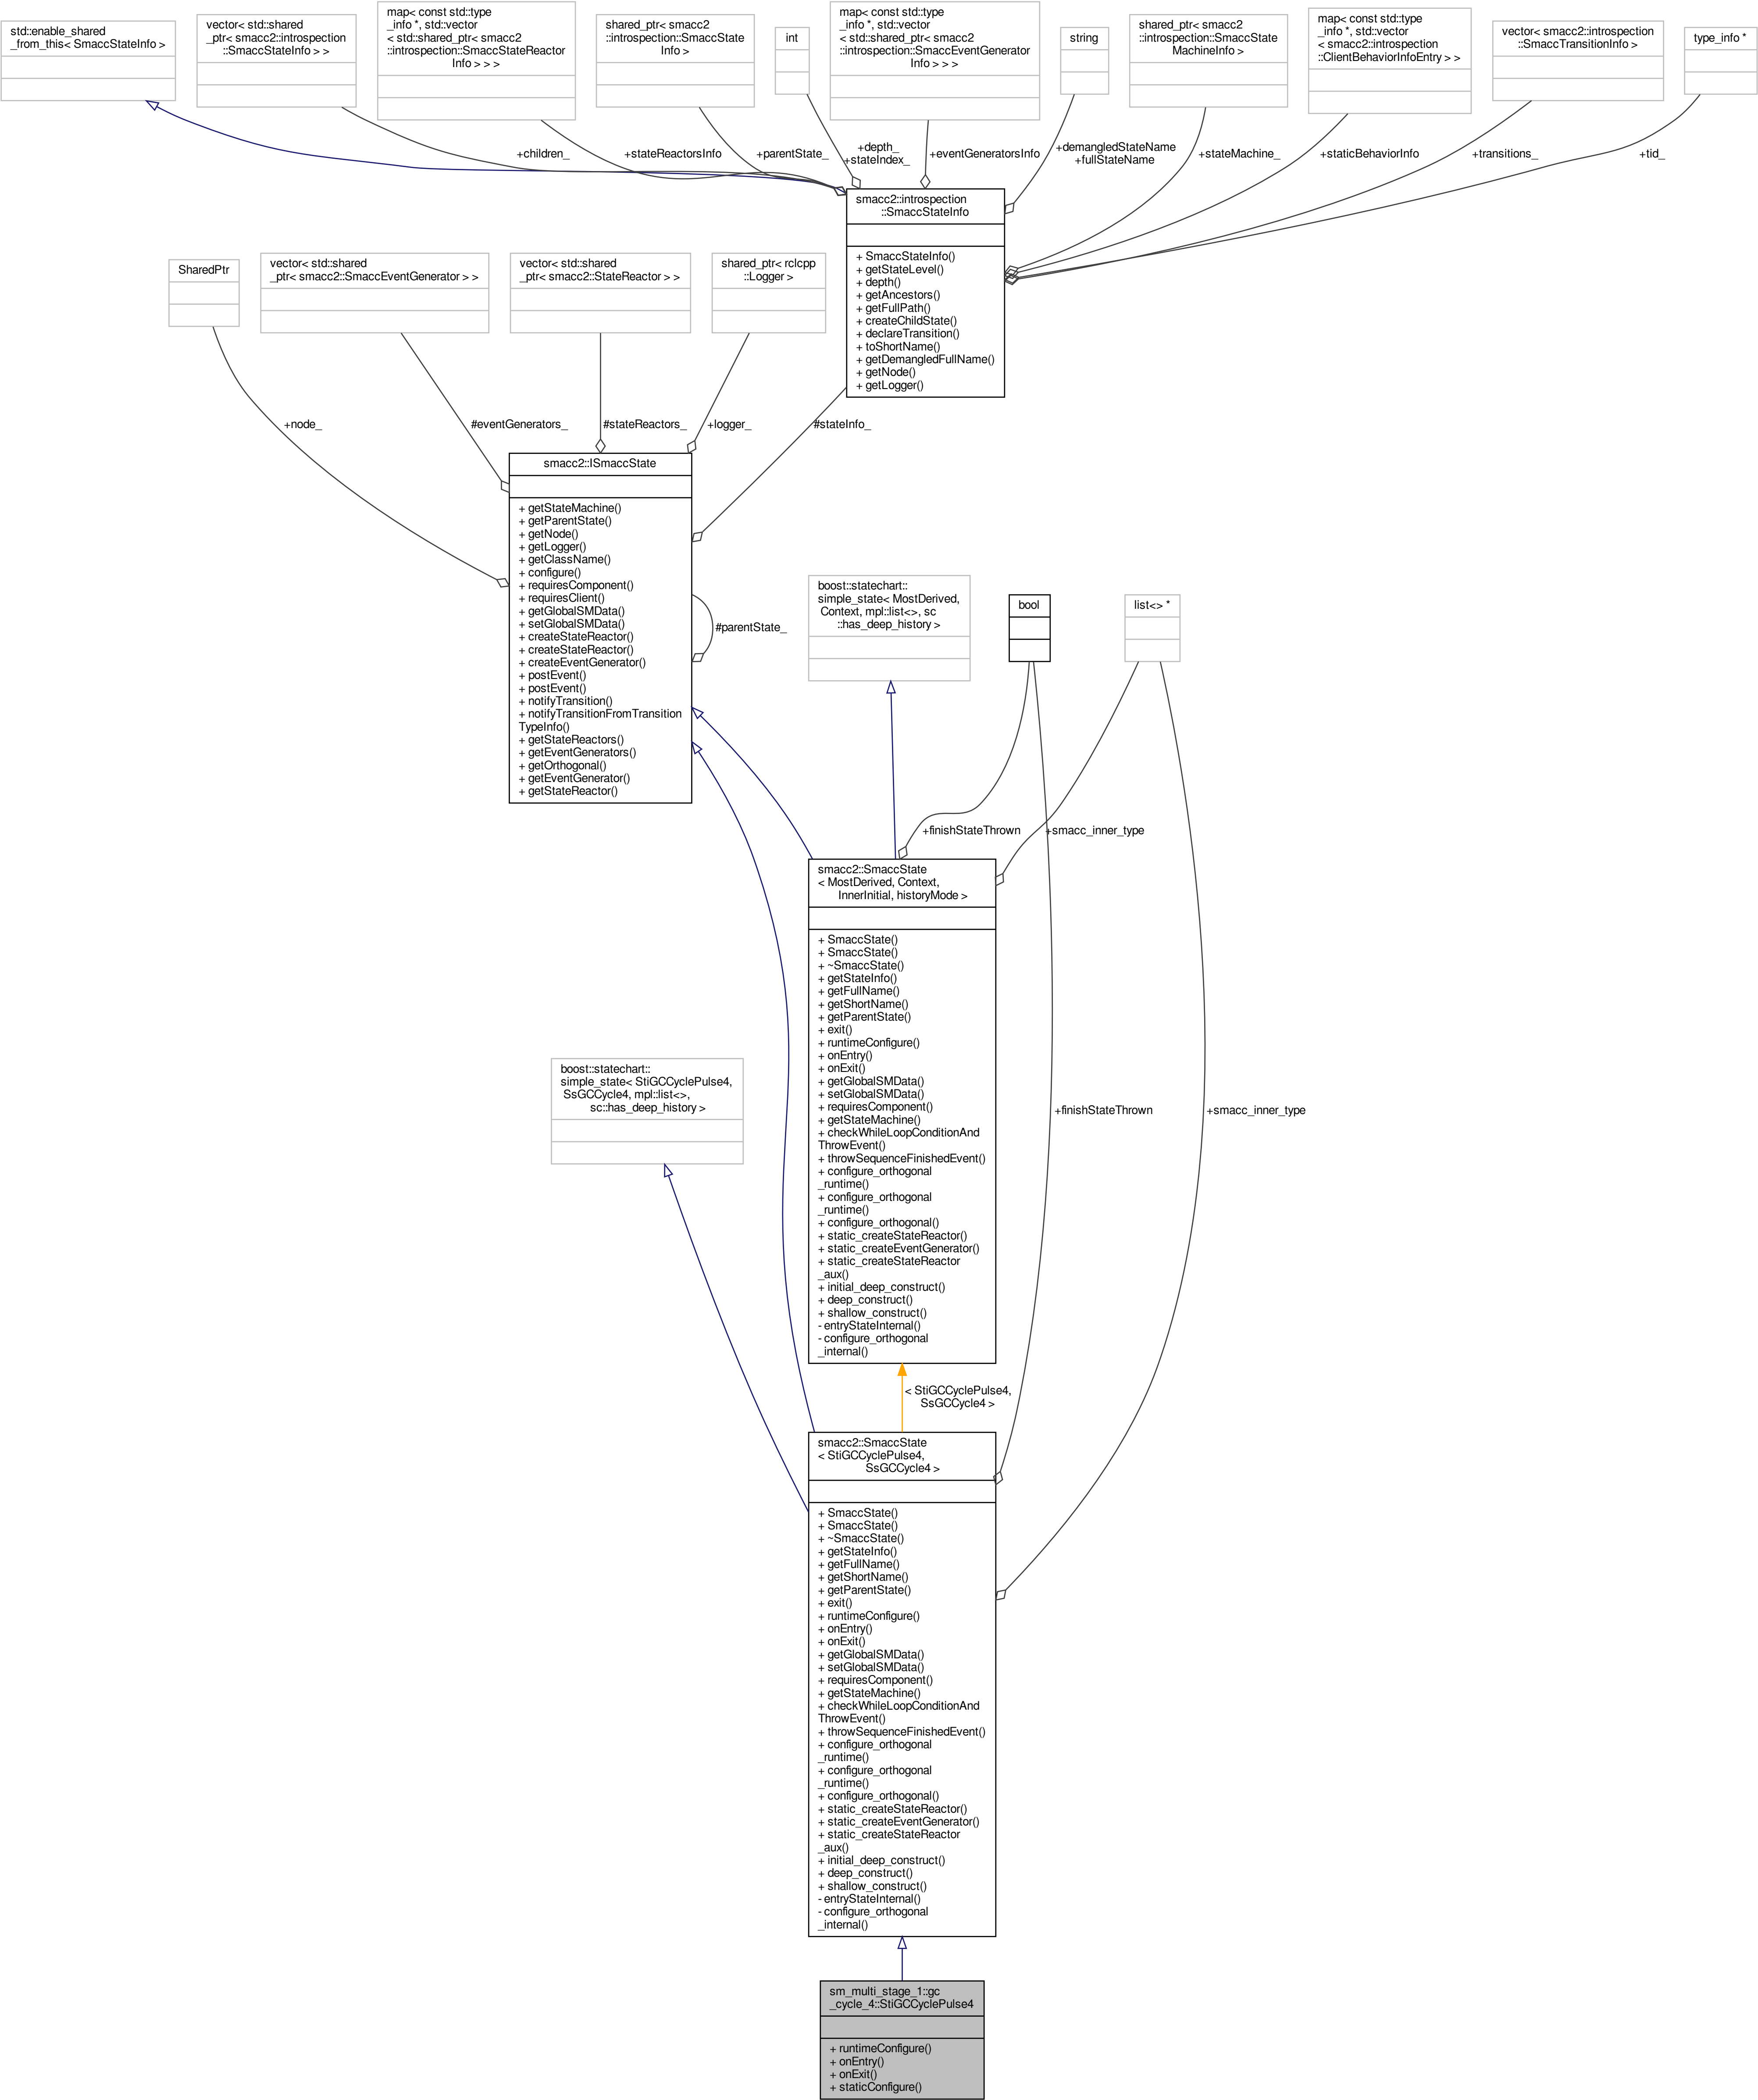 std::enable_shared
_from_this< SmaccStateInfo >
vector< std::shared
_ptr< smacc2::introspection
::SmaccStateInfo > >
map< const std::type
_info *, std::vector
< std::shared_ptr< smacc2
::introspection::SmaccStateReactor
Info > > >
shared_ptr< smacc2
::introspection::SmaccState
Info >
int
map< const std::type
_info *, std::vector
< std::shared_ptr< smacc2
::introspection::SmaccEventGenerator
Info > > >
string
shared_ptr< smacc2
::introspection::SmaccState
MachineInfo >
map< const std::type
_info *, std::vector
< smacc2::introspection
::ClientBehaviorInfoEntry > >
vector< smacc2::introspection
::SmaccTransitionInfo >
type_info *
+children_
+stateReactorsInfo
+parentState_
+depth_
+stateIndex_
+eventGeneratorsInfo
+demangledStateName
+fullStateName
+stateMachine_
+staticBehaviorInfo
+transitions_
+tid_
smacc2::introspection
::SmaccStateInfo
+ SmaccStateInfo()
+ getStateLevel()
+ depth()
+ getAncestors()
+ getFullPath()
+ createChildState()
+ declareTransition()
+ toShortName()
+ getDemangledFullName()
+ getNode()
+ getLogger()
SharedPtr
vector< std::shared
_ptr< smacc2::SmaccEventGenerator > >
vector< std::shared
_ptr< smacc2::StateReactor > >
shared_ptr< rclcpp
::Logger >
+node_
#eventGenerators_
#stateReactors_
+logger_
#stateInfo_
smacc2::ISmaccState
+ getStateMachine()
+ getParentState()
+ getNode()
+ getLogger()
+ getClassName()
+ configure()
+ requiresComponent()
+ requiresClient()
+ getGlobalSMData()
+ setGlobalSMData()
+ createStateReactor()
+ createStateReactor()
+ createEventGenerator()
+ postEvent()
+ postEvent()
+ notifyTransition()
+ notifyTransitionFromTransition
TypeInfo()
+ getStateReactors()
+ getEventGenerators()
+ getOrthogonal()
+ getEventGenerator()
+ getStateReactor()
#parentState_
boost::statechart::
simple_state< MostDerived,
Context, mpl::list<>, sc
::has_deep_history >
bool
list<> *
+finishStateThrown
+smacc_inner_type
smacc2::SmaccState
< MostDerived, Context,
InnerInitial, historyMode >
+ SmaccState()
+ SmaccState()
+ ~SmaccState()
+ getStateInfo()
+ getFullName()
+ getShortName()
+ getParentState()
+ exit()
+ runtimeConfigure()
+ onEntry()
+ onExit()
+ getGlobalSMData()
+ setGlobalSMData()
+ requiresComponent()
+ getStateMachine()
+ checkWhileLoopConditionAnd
ThrowEvent()
+ throwSequenceFinishedEvent()
+ configure_orthogonal
_runtime()
+ configure_orthogonal
_runtime()
+ configure_orthogonal()
+ static_createStateReactor()
+ static_createEventGenerator()
+ static_createStateReactor
_aux()
+ initial_deep_construct()
+ deep_construct()
+ shallow_construct()
- entryStateInternal()
- configure_orthogonal
_internal()
boost::statechart::
simple_state< StiGCCyclePulse4,
SsGCCycle4, mpl::list<>,
sc::has_deep_history >
+finishStateThrown
+smacc_inner_type
< StiGCCyclePulse4,
SsGCCycle4 >
smacc2::SmaccState
< StiGCCyclePulse4,
SsGCCycle4 >
+ SmaccState()
+ SmaccState()
+ ~SmaccState()
+ getStateInfo()
+ getFullName()
+ getShortName()
+ getParentState()
+ exit()
+ runtimeConfigure()
+ onEntry()
+ onExit()
+ getGlobalSMData()
+ setGlobalSMData()
+ requiresComponent()
+ getStateMachine()
+ checkWhileLoopConditionAnd
ThrowEvent()
+ throwSequenceFinishedEvent()
+ configure_orthogonal
_runtime()
+ configure_orthogonal
_runtime()
+ configure_orthogonal()
+ static_createStateReactor()
+ static_createEventGenerator()
+ static_createStateReactor
_aux()
+ initial_deep_construct()
+ deep_construct()
+ shallow_construct()
- entryStateInternal()
- configure_orthogonal
_internal()
sm_multi_stage_1::gc
_cycle_4::StiGCCyclePulse4
+ runtimeConfigure()
+ onEntry()
+ onExit()
+ staticConfigure()